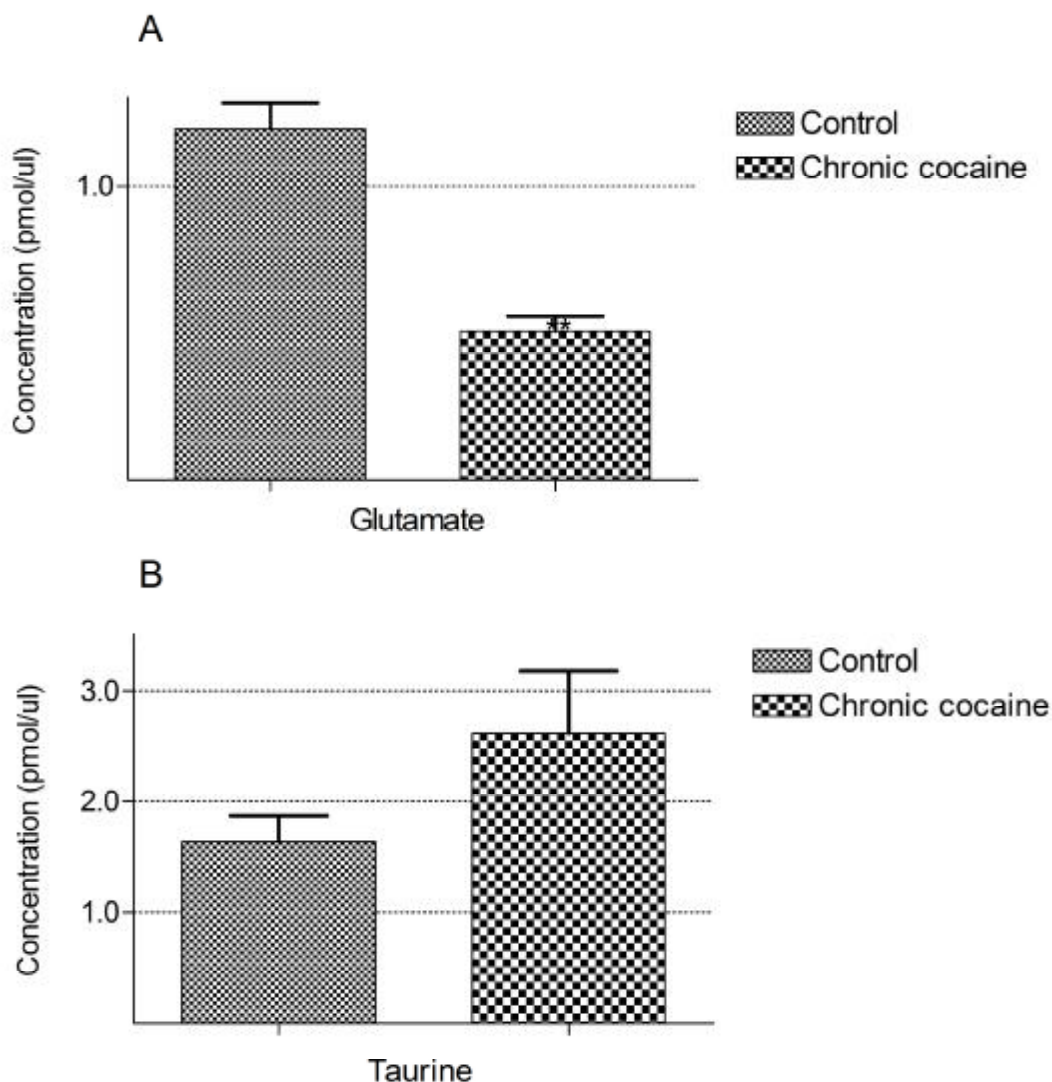 A
Control
Chronic cocaine
1.0
Concentration (pmol/ul)
**
Glutamate
B
Control
Chronic cocaine
3.0
2.0
1.0
Concentration (pmol/ul)
Taurine